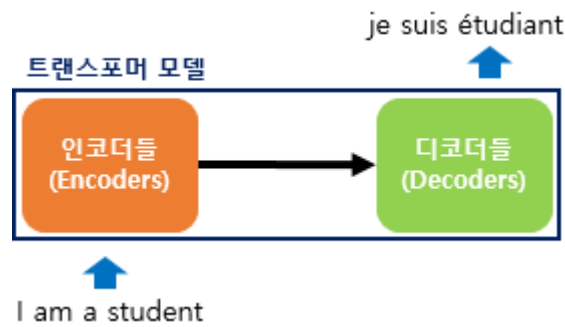 je suis étudiant
트랜스포머 모델
인코더들
(Encoders)
디코더들
(Decoders)
I am a student